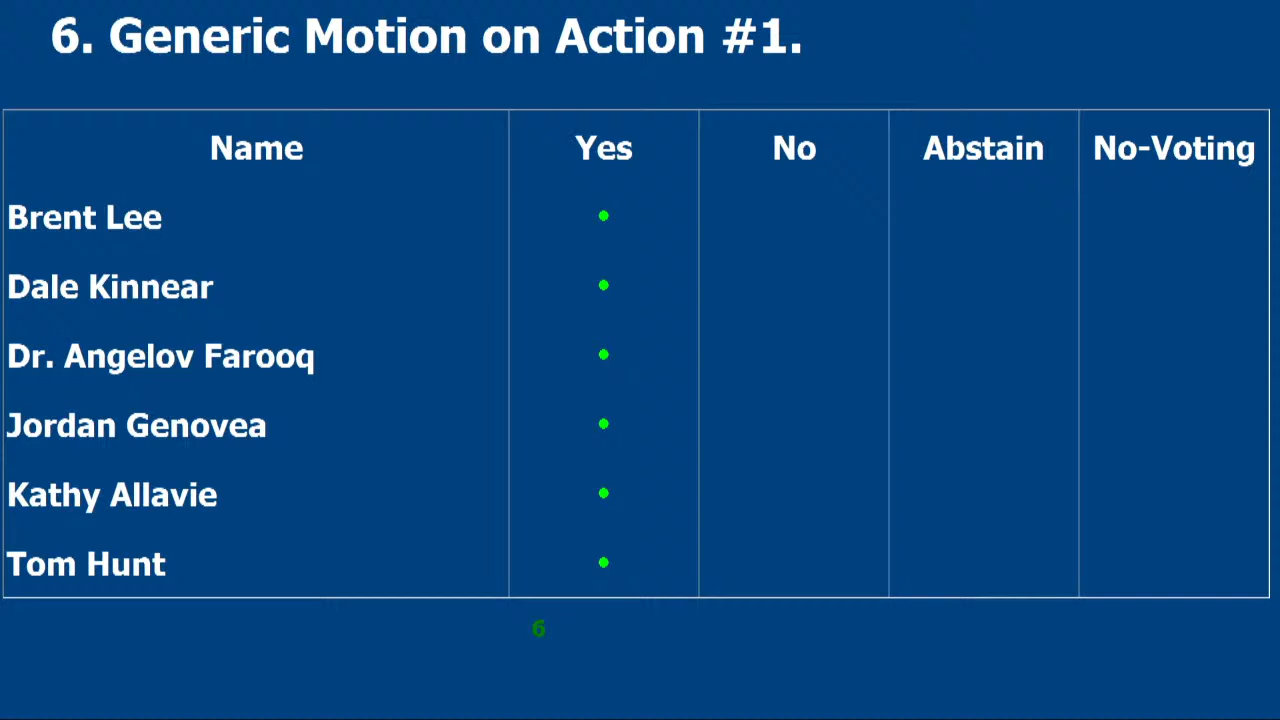 6. Generic Motion on Action #1.
Name Yes No Abstain No-Voting
Brent Lee
Dale Kinnear
Dr. Angelov Farooq
Jordan Genovea
Kathy Allavie
Tom Hunt
6